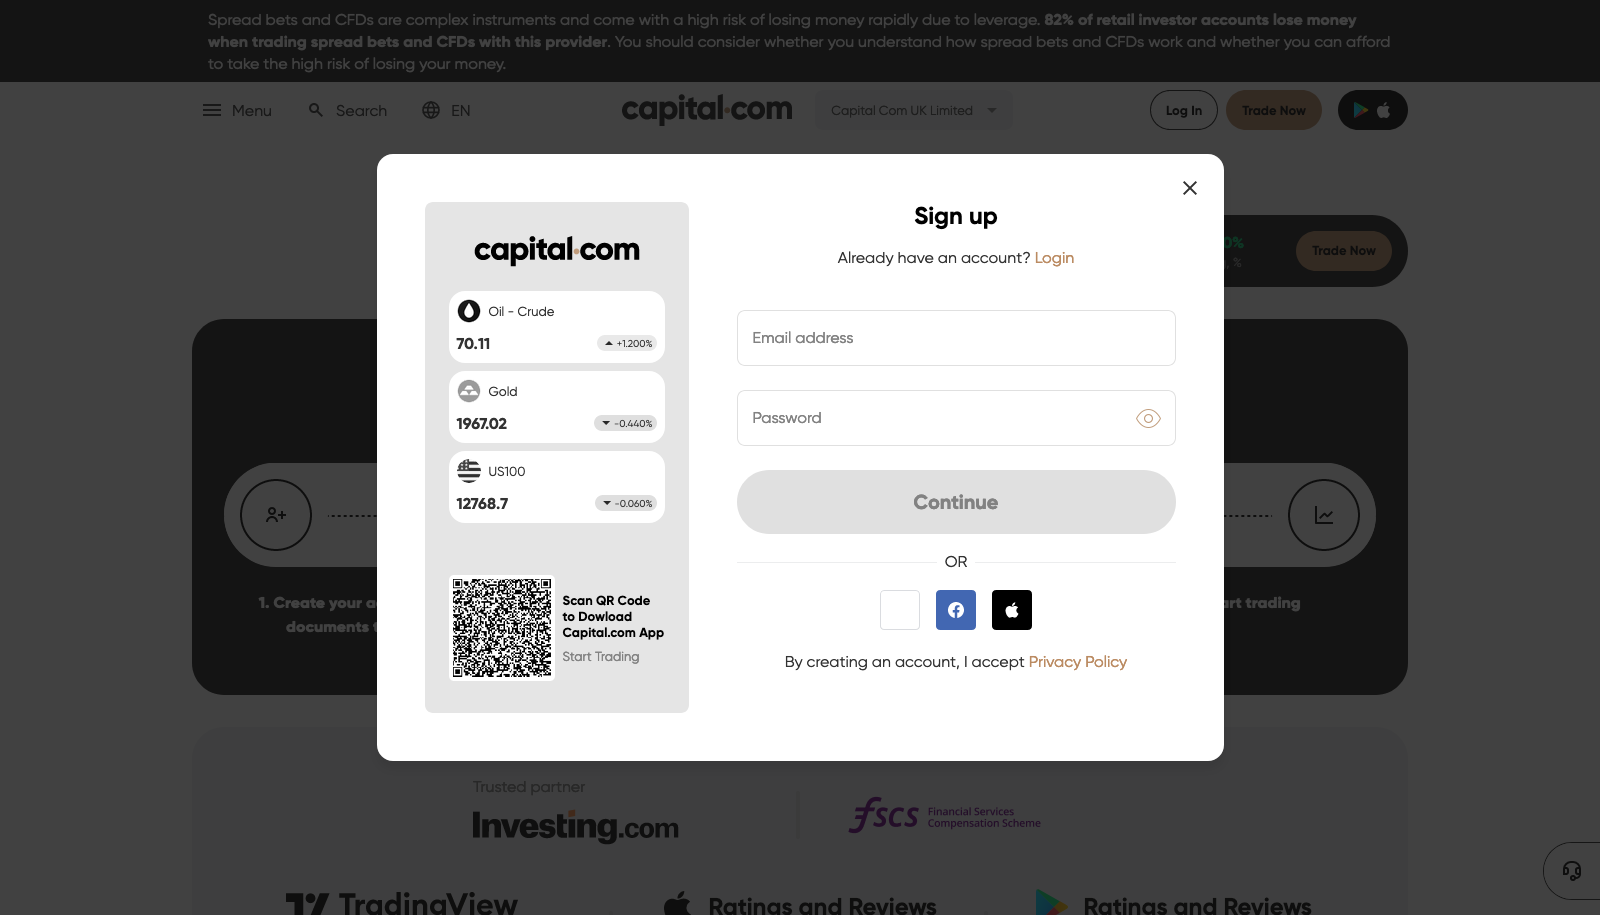 Spread bets and CFDs are complex instruments and come with a high risk of losing money rapidly due to leverage. 82% of retail investor accounts lose money
when trading spread bets and CFDs with this provider. You should consider whether you understand how spread bets and CFDs work and whether you can afford
to take the high risk of losing your money.
Menu
Search
EN
capital.com
Capital Com UK Limited
Log In
Trade Now
Sign up
Already have an account? Login
Email address
Password
Continue
OR
By creating an account, I accept Privacy Policy
capital.com
Oil - Crude
70.11
+1.200%
Gold
1967.02
-0.440%
US100
12768.7
-0.060%
Scan QR Code
to Dowload
Capital.com App
Start Trading
0%
%
Trade Now
1. Create your a
documents t
art trading
Trusted partner
Investing.com
fscs
Financial Services
Compensation Scheme
TradingView
Ratings and Reviews
Ratings and Reviews